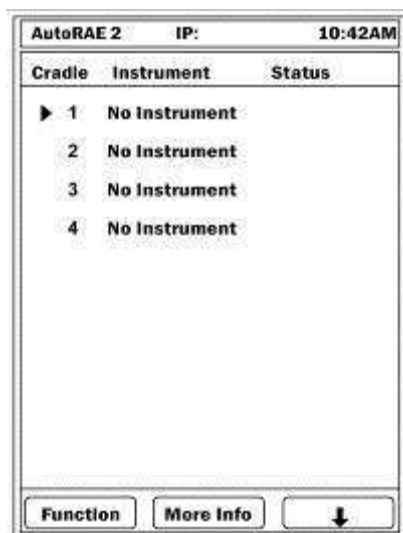 AutoRAE 2 IP: 10:42AM
Cradle Instrument Status
1 No Instrument
2 No Instrument
3 No Instrument
4 No Instrument
Function More Info